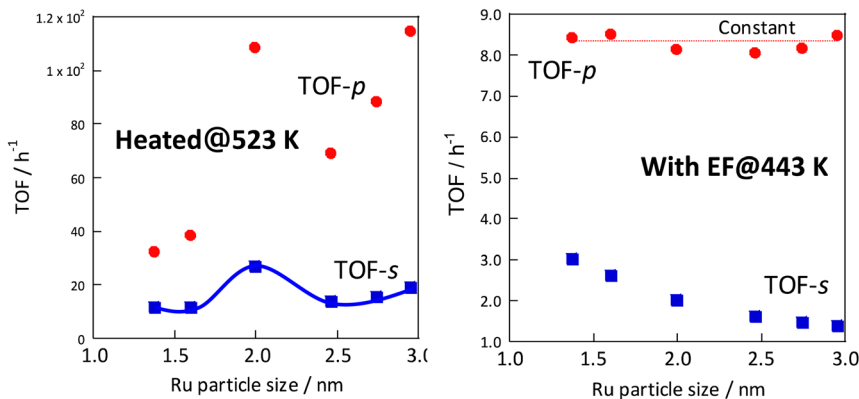 1.2 x 10²
1 x 10²
80
60
40
20
0
TOF / h⁻¹
TOF-p
Heated@523 K
TOF-s
1.0
1.5
2.0
2.5
3.0
Ru particle size / nm
9.0
8.0
7.0
6.0
5.0
4.0
3.0
2.0
1.0
TOF / h⁻¹
Constant
TOF-p
With EF@443 K
TOF-s
1.0
1.5
2.0
2.5
3.0
Ru particle size / nm